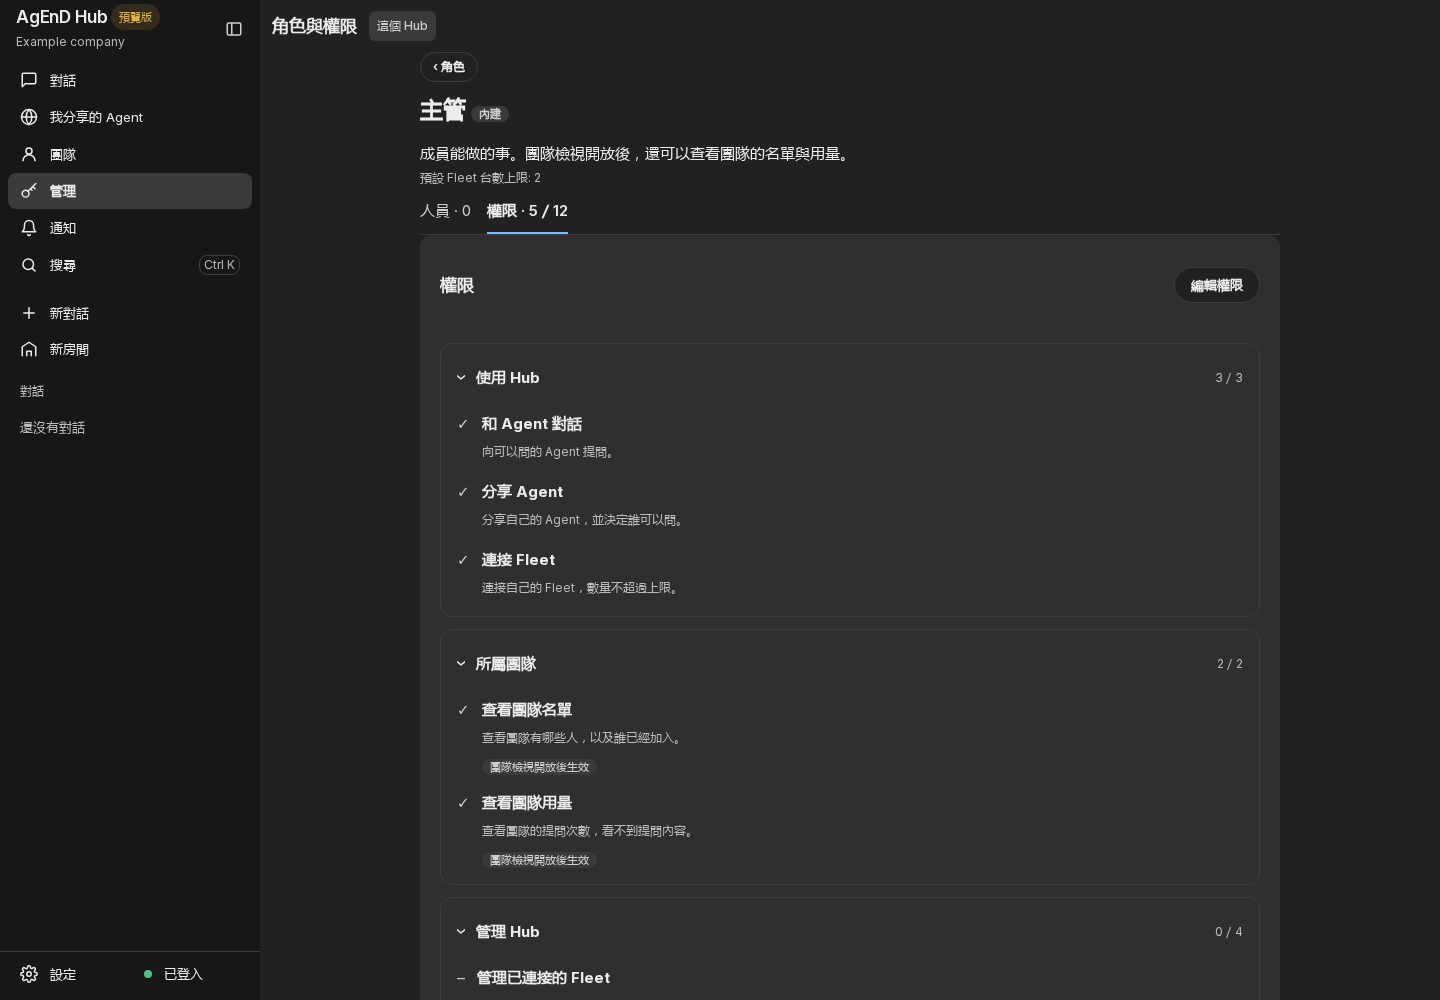 AgEnD Hub 預覽版
Example company
對話
我分享的 Agent
團隊
管理
通知
搜尋 Ctrl K
新對話
新房間
對話
還沒有對話
設定
已登入
角色與權限 這個 Hub
‹ 角色
主管 內建
成員能做的事。團隊檢視開放後，還可以查看團隊的名單與用量。
預設 Fleet 台數上限: 2
人員 · 0 權限 · 5 / 12
權限 編輯權限
使用 Hub 3 / 3
✓ 和 Agent 對話
向可以問的 Agent 提問。
✓ 分享 Agent
分享自己的 Agent，並決定誰可以問。
✓ 連接 Fleet
連接自己的 Fleet，數量不超過上限。
所屬團隊 2 / 2
✓ 查看團隊名單
查看團隊有哪些人，以及誰已經加入。
團隊檢視開放後生效
✓ 查看團隊用量
查看團隊的提問次數，看不到提問內容。
團隊檢視開放後生效
管理 Hub 0 / 4
– 管理已連接的 Fleet